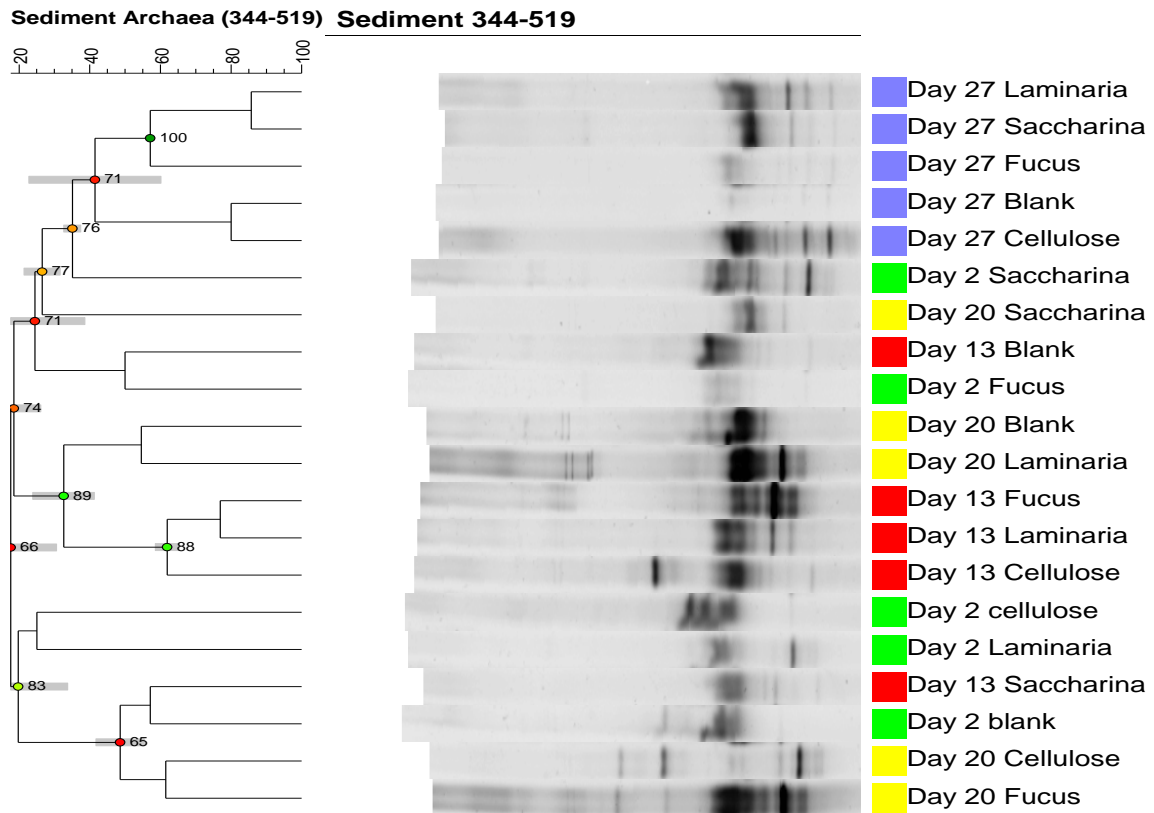 Sediment Archaea (344-519) Sediment 344-519
20 40 60 80 100
Day 27 Laminaria
Day 27 Saccharina
100
Day 27 Fucus
71
Day 27 Blank
76
Day 27 Cellulose
77
Day 2 Saccharina
Day 20 Saccharina
71
Day 13 Blank
Day 2 Fucus
74
Day 20 Blank
Day 20 Laminaria
89
Day 13 Fucus
Day 13 Laminaria
66 88
Day 13 Cellulose
Day 2 cellulose
Day 2 Laminaria
83
Day 13 Saccharina
Day 2 blank
65
Day 20 Cellulose
Day 20 Fucus